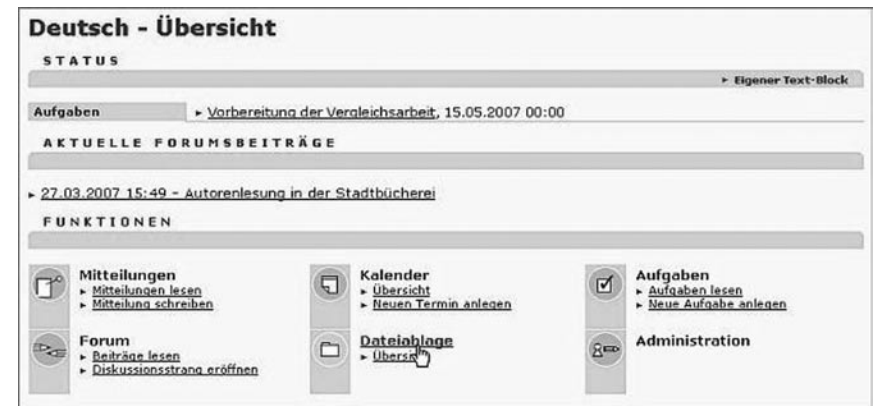 Deutsch - Übersicht
STATUS
▸ Eigener Text-Block
Aufgaben ▸ Vorbereitung der Vergleichsarbeit, 15.05.2007 00:00
AKTUELLE FORUMSBEITRÄGE
▸ 27.03.2007 15:49 - Autorenlesung in der Stadtbücherei
FUNKTIONEN
Mitteilungen
▸ Mitteilungen lesen
▸ Mitteilung schreiben
Kalender
▸ Übersicht
▸ Neuen Termin anlegen
Aufgaben
▸ Aufgaben lesen
▸ Neue Aufgabe anlegen
Forum
▸ Beiträge lesen
▸ Diskussionsstrang eröffnen
Dateiablage
▸ Übersi
Administration